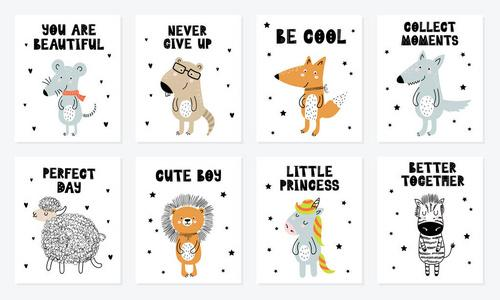 YOU ARE
BEAUTIFUL
NEVER
GIVE UP
BE COOL
COLLECT
MOMENTS
PERFECT
DAY
CUTE BOY
LITTLE
PRINCESS
BETTER
TOGETHER